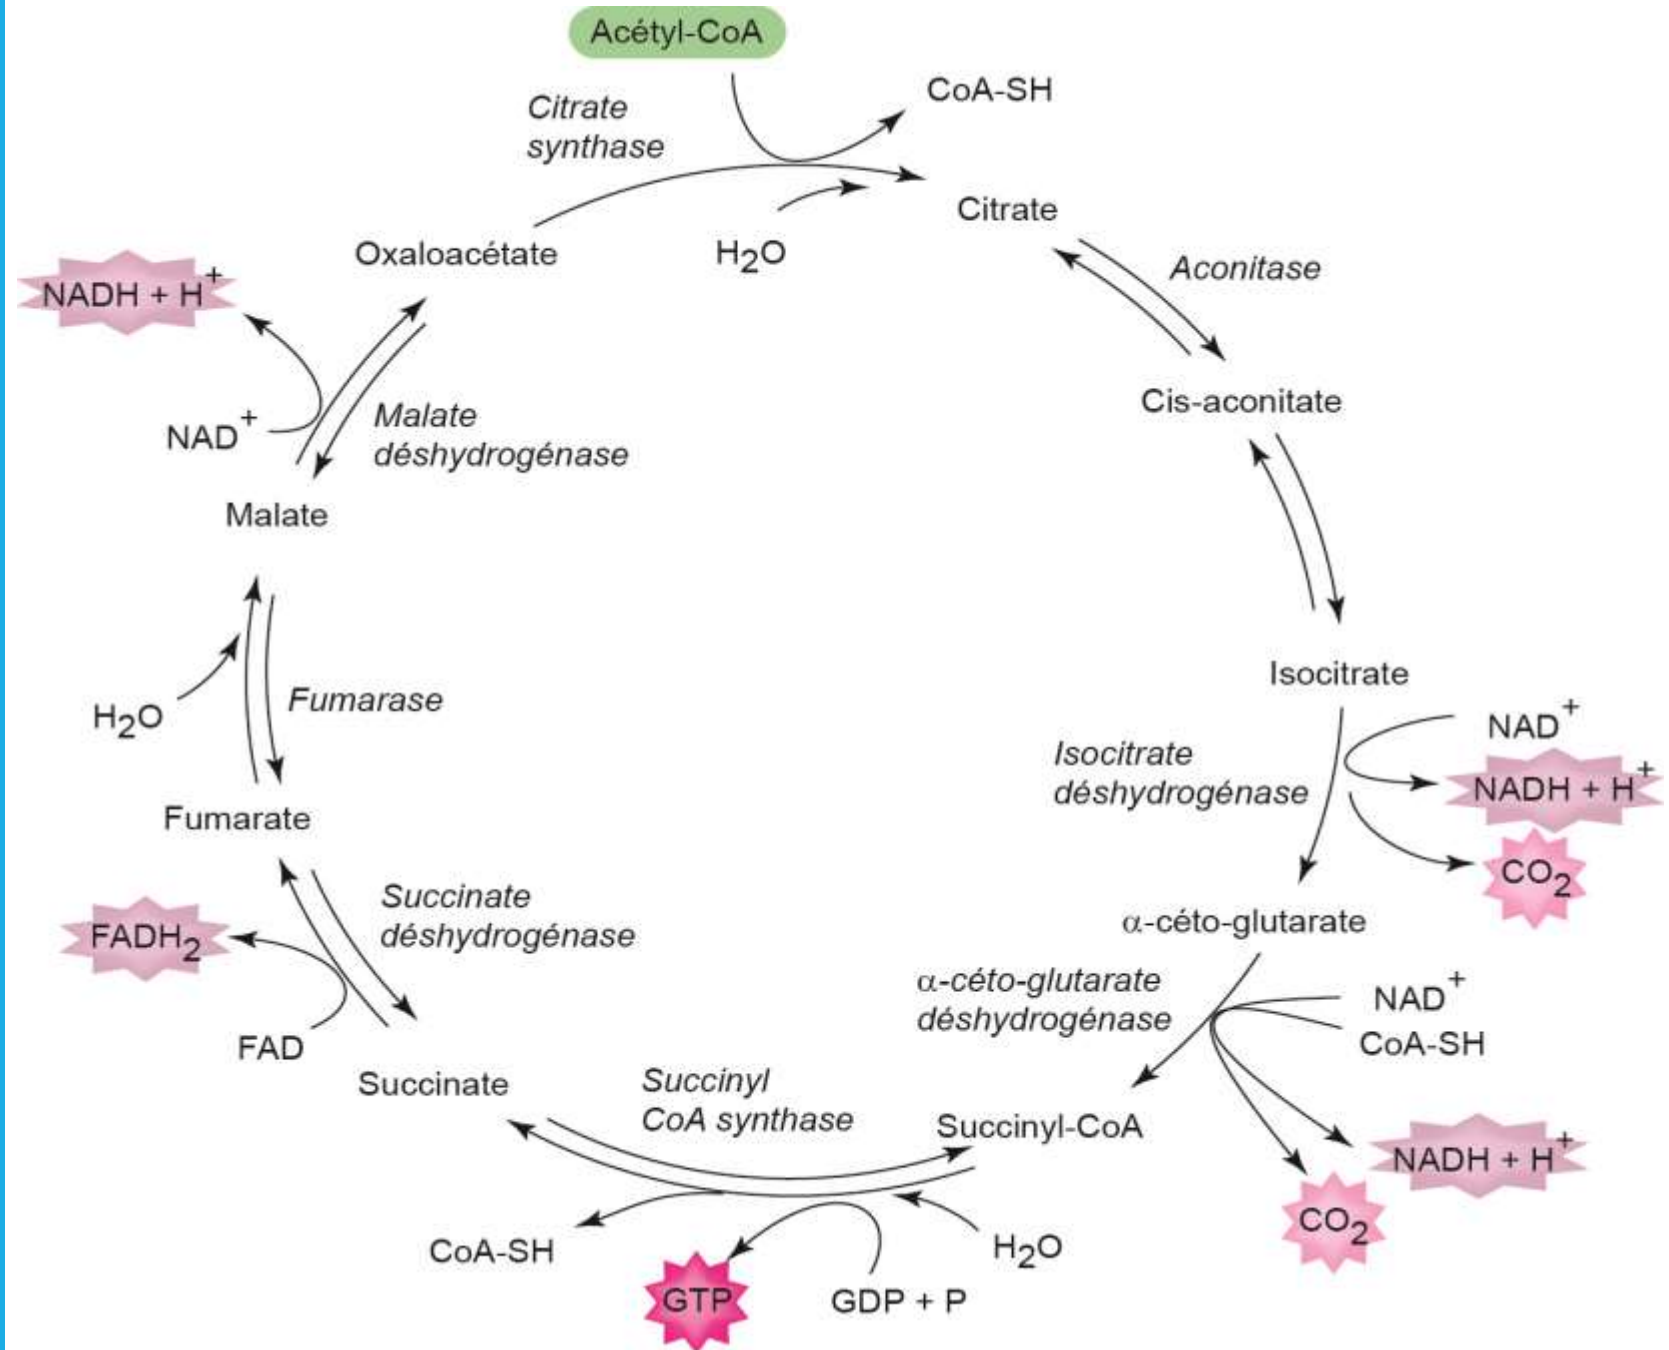 Acétyl-CoA
CoA-SH
Citrate
synthase
Citrate
H2O
Oxaloacétate
Aconitase
NADH + H+
Cis-aconitate
NAD+
Malate
déshydrogénase
Malate
Isocitrate
Fumarase
H2O
NAD+
Isocitrate
déshydrogénase
NADH + H+
CO2
Fumarate
Succinate
déshydrogénase
FADH2
FAD
α-céto-glutarate
α-céto-glutarate
déshydrogénase
NAD+
CoA-SH
Succinate
Succinyl
CoA synthase
Succinyl-CoA
NADH + H+
CO2
CoA-SH
GTP
GDP + P
H2O